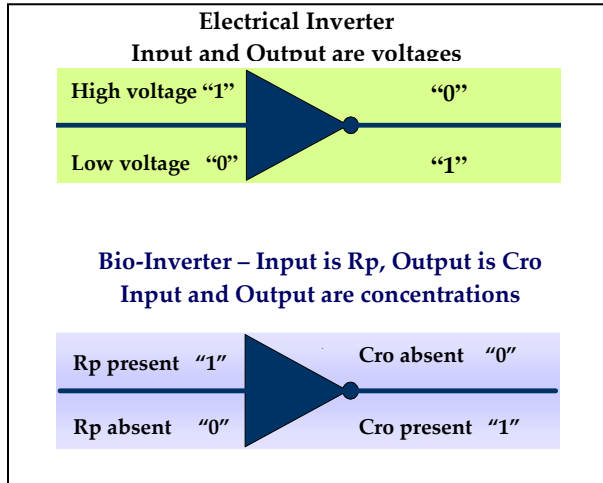 Electrical Inverter
Input and Output are voltages
High voltage “1”
“0”
Low voltage “0”
“1”
Bio-Inverter – Input is Rp, Output is Cro
Input and Output are concentrations
Rp present “1”
Cro absent “0”
Rp absent “0”
Cro present “1”